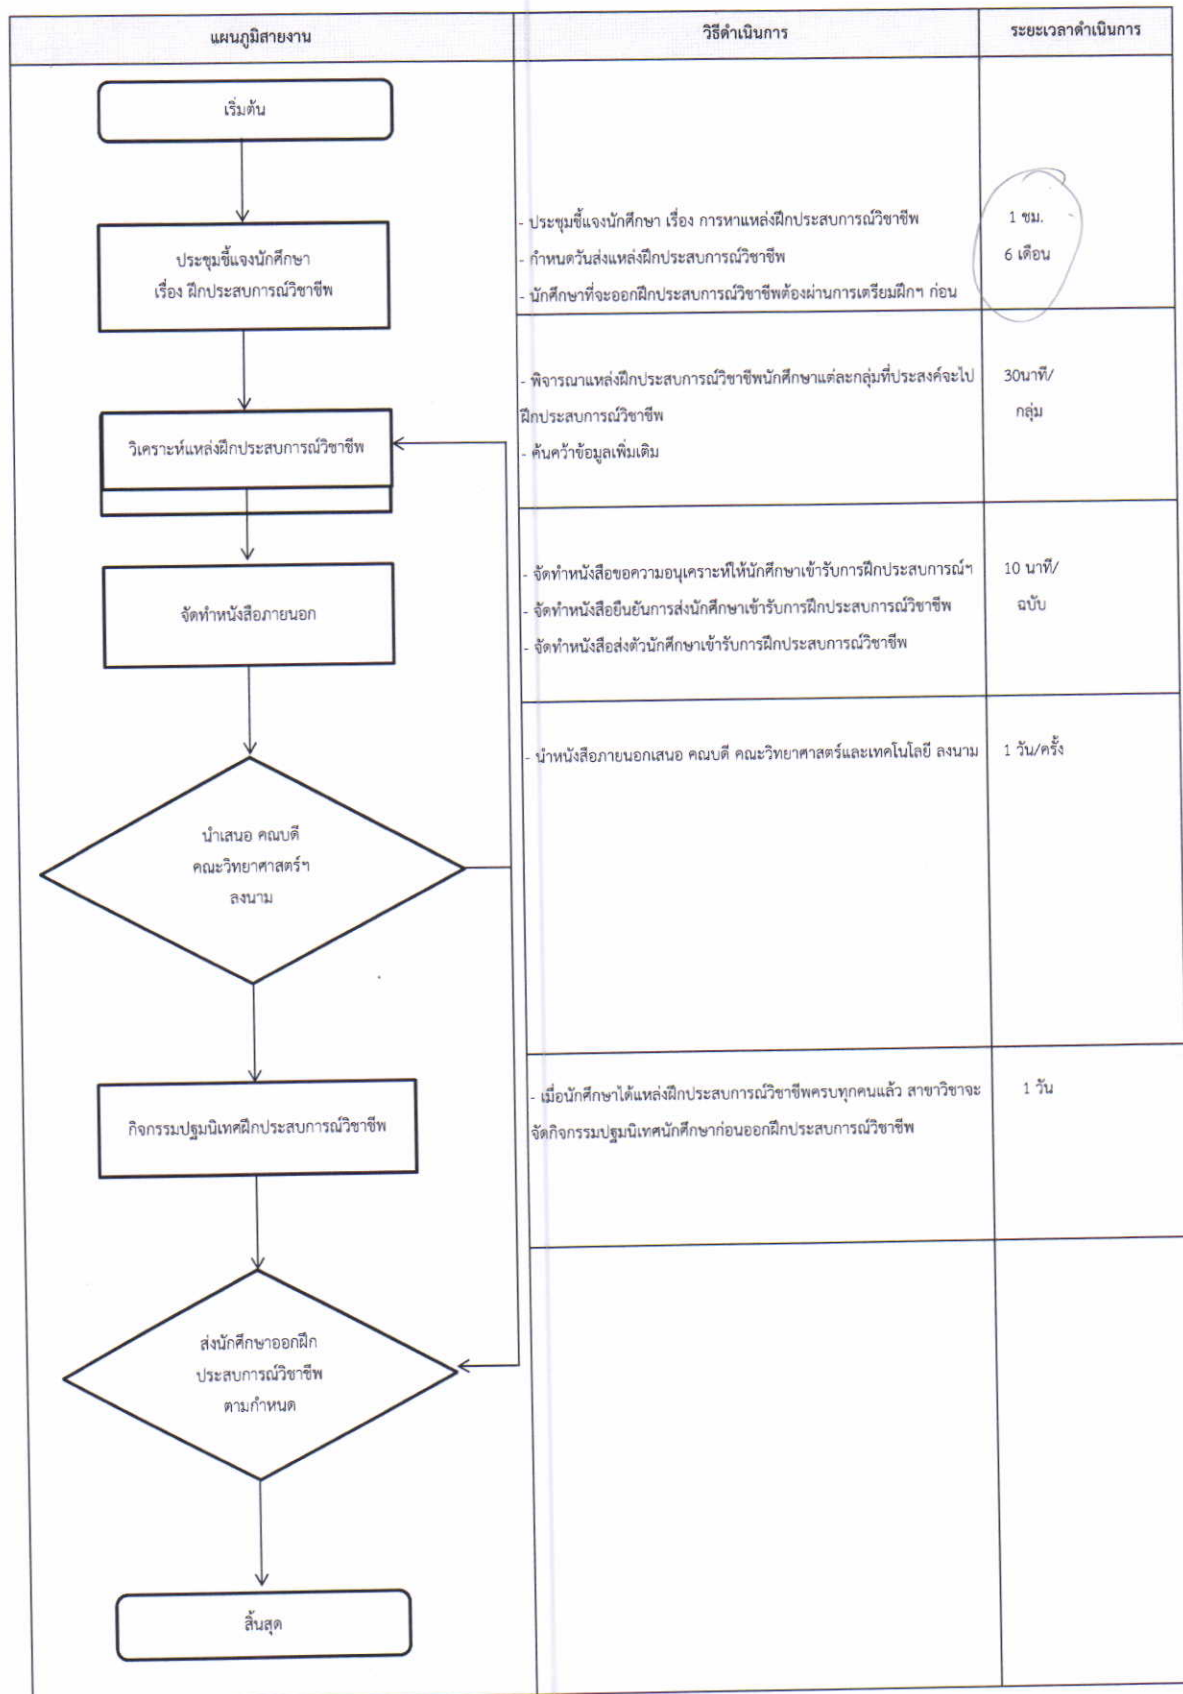 แผนภูมิสายงาน
วิธีดำเนินการ
ระยะเวลาดำเนินการ
เริ่มต้น
ประชุมชี้แจงนักศึกษา
เรื่อง ฝึกประสบการณ์วิชาชีพ
- ประชุมชี้แจงนักศึกษา เรื่อง การหาแหล่งฝึกประสบการณ์วิชาชีพ
- กำหนดวันส่งแหล่งฝึกประสบการณ์วิชาชีพ
- นักศึกษาที่จะออกฝึกประสบการณ์วิชาชีพต้องผ่านการเตรียมฝึกฯ ก่อน
1 ชม.
6 เดือน
วิเคราะห์แหล่งฝึกประสบการณ์วิชาชีพ
- พิจารณาแหล่งฝึกประสบการณ์วิชาชีพนักศึกษาแต่ละกลุ่มที่ประสงค์จะไป
ฝึกประสบการณ์วิชาชีพ
- ค้นคว้าข้อมูลเพิ่มเติม
30นาที/
กลุ่ม
จัดทำหนังสือภายนอก
- จัดทำหนังสือขอความอนุเคราะห์ให้นักศึกษาเข้ารับการฝึกประสบการณ์ฯ
- จัดทำหนังสือยืนยันการส่งนักศึกษาเข้ารับการฝึกประสบการณ์วิชาชีพ
- จัดทำหนังสือส่งตัวนักศึกษาเข้ารับการฝึกประสบการณ์วิชาชีพ
10 นาที/
ฉบับ
นำเสนอ คณบดี
คณะวิทยาศาสตร์ฯ
ลงนาม
- นำหนังสือภายนอกเสนอ คณบดี คณะวิทยาศาสตร์และเทคโนโลยี ลงนาม
1 วัน/ครั้ง
กิจกรรมปฐมนิเทศฝึกประสบการณ์วิชาชีพ
- เมื่อนักศึกษาได้แหล่งฝึกประสบการณ์วิชาชีพครบทุกคนแล้ว สาขาวิชาจะ
จัดกิจกรรมปฐมนิเทศนักศึกษาก่อนออกฝึกประสบการณ์วิชาชีพ
1 วัน
ส่งนักศึกษาออกฝึก
ประสบการณ์วิชาชีพ
ตามกำหนด
สิ้นสุด